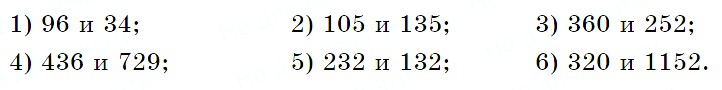 1) 96 и 34; 2) 105 и 135; 3) 360 и 252;
4) 436 и 729; 5) 232 и 132; 6) 320 и 1152.